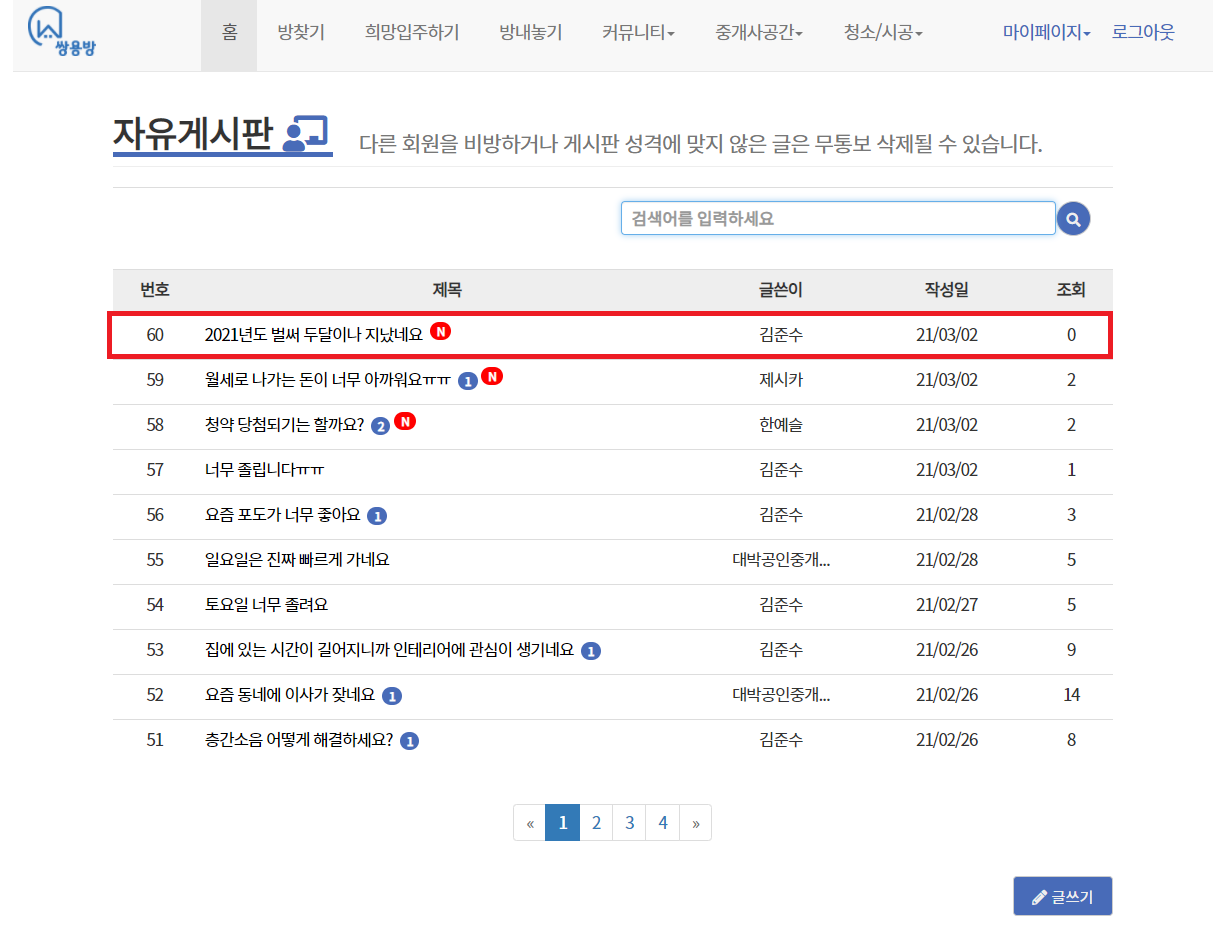 쌍용방 홈 방찾기 희망입주하기 방내놓기 커뮤니티 중개사공간 청소/시공 마이페이지 로그아웃
자유게시판 다른 회원을 비방하거나 게시판 성격에 맞지 않은 글은 무통보 삭제될 수 있습니다.
검색어를 입력하세요
번호 제목 글쓴이 작성일 조회
60 2021년도 벌써 두달이나 지났네요 N 김준수 21/03/02 0
59 월세로 나가는 돈이 너무 아까워요ㅠㅠ 1 N 제시카 21/03/02 2
58 청약 당첨되기는 할까요? 2 N 한예슬 21/03/02 2
57 너무 졸립니다ㅠㅠ 김준수 21/03/02 1
56 요즘 포도가 너무 좋아요 1 김준수 21/02/28 3
55 일요일은 진짜 빠르게 가네요 대박공인중개... 21/02/28 5
54 토요일 너무 졸려요 김준수 21/02/27 5
53 집에 있는 시간이 길어지니까 인테리어에 관심이 생기네요 1 김준수 21/02/26 9
52 요즘 동네에 이사가 잦네요 1 대박공인중개... 21/02/26 14
51 층간소음 어떻게 해결하세요? 1 김준수 21/02/26 8
« 1 2 3 4 »
글쓰기